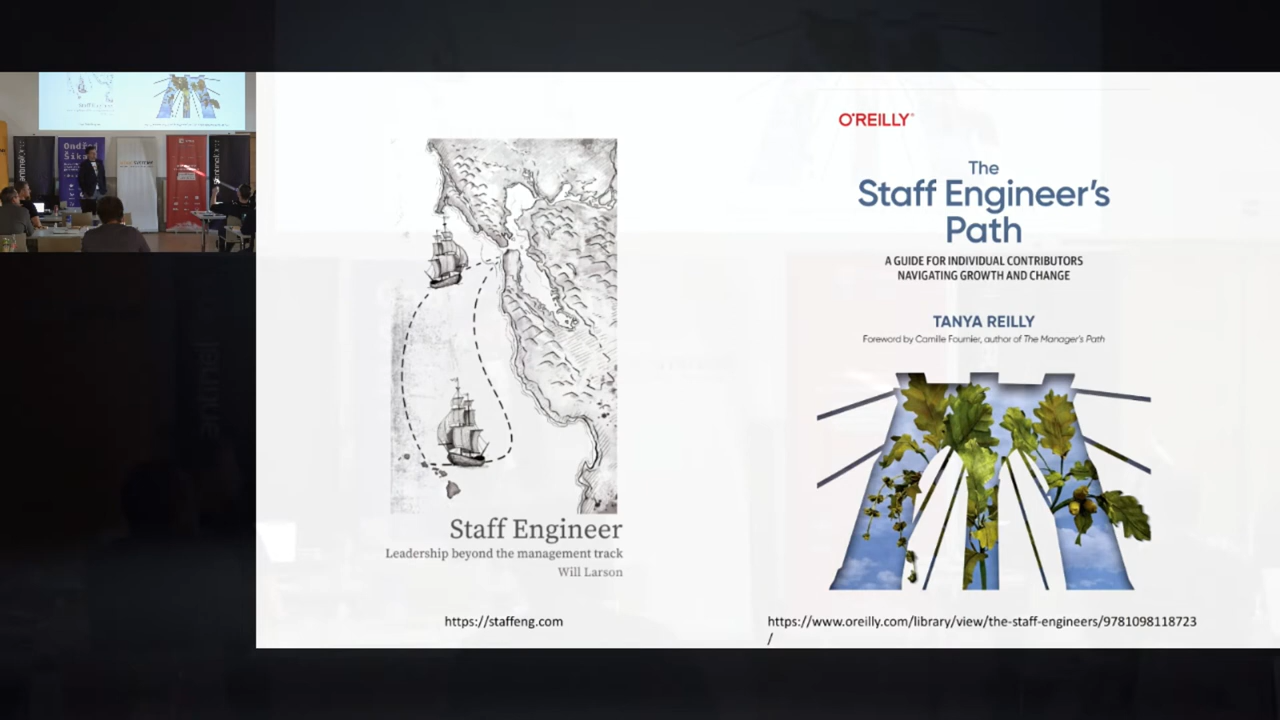 Ondřej
Šika
Staff Engineer
Leadership beyond the management track
Will Larson
https://staffeng.com
O'REILLY®
The
Staff Engineer's
Path
A GUIDE FOR INDIVIDUAL CONTRIBUTORS
NAVIGATING GROWTH AND CHANGE
TANYA REILLY
Foreword by Camille Fournier, author of The Manager's Path
https://www.oreilly.com/library/view/the-staff-engineers/9781098118723
/